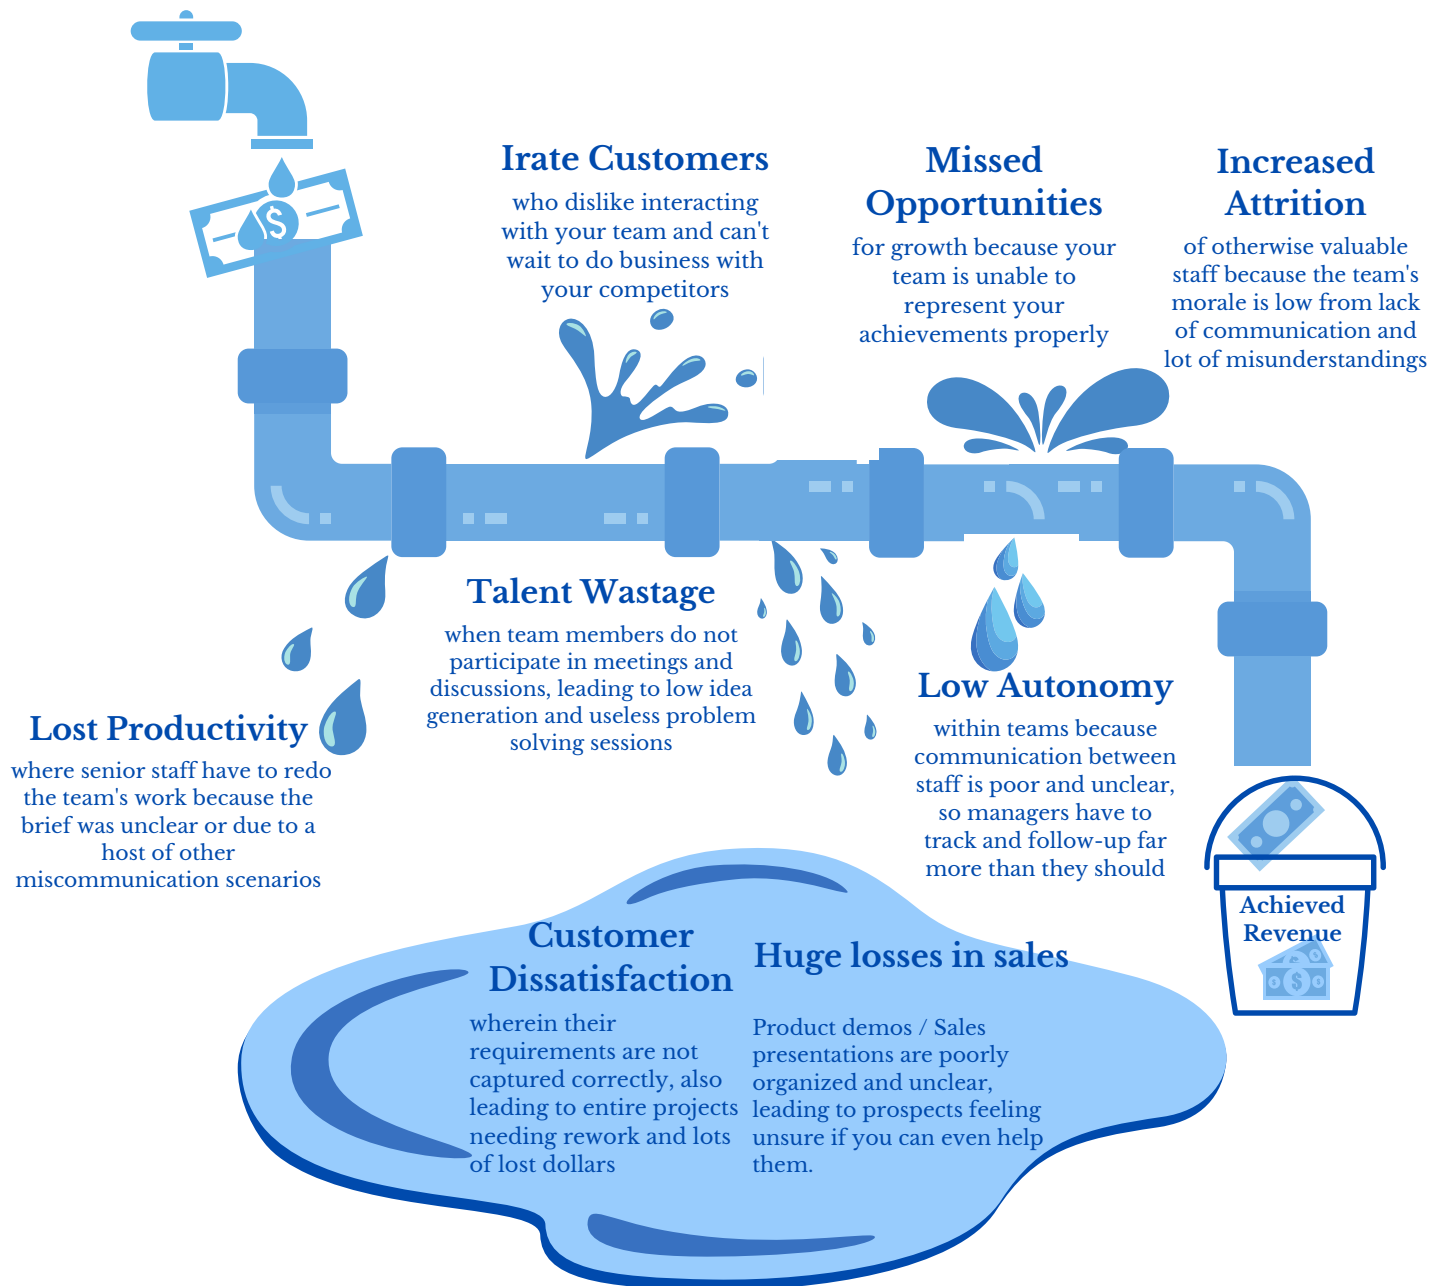 Irate Customers
who dislike interacting
with your team and can't
wait to do business with
your competitors
Missed
Opportunities
for growth because your
team is unable to
represent your
achievements properly
Increased
Attrition
of otherwise valuable
staff because the team's
morale is low from lack
of communication and
lot of misunderstandings
Lost Productivity
where senior staff have to redo
the team's work because the
brief was unclear or due to a
host of other
miscommunication scenarios
Talent Wastage
when team members do not
participate in meetings and
discussions, leading to low idea
generation and useless problem
solving sessions
Low Autonomy
within teams because
communication between
staff is poor and unclear,
so managers have to
track and follow-up far
more than they should
Achieved
Revenue
Customer
Dissatisfaction
wherein their
requirements are not
captured correctly, also
leading to entire projects
needing rework and lots
of lost dollars
Huge losses in sales
Product demos / Sales
presentations are poorly
organized and unclear,
leading to prospects feeling
unsure if you can even help
them.